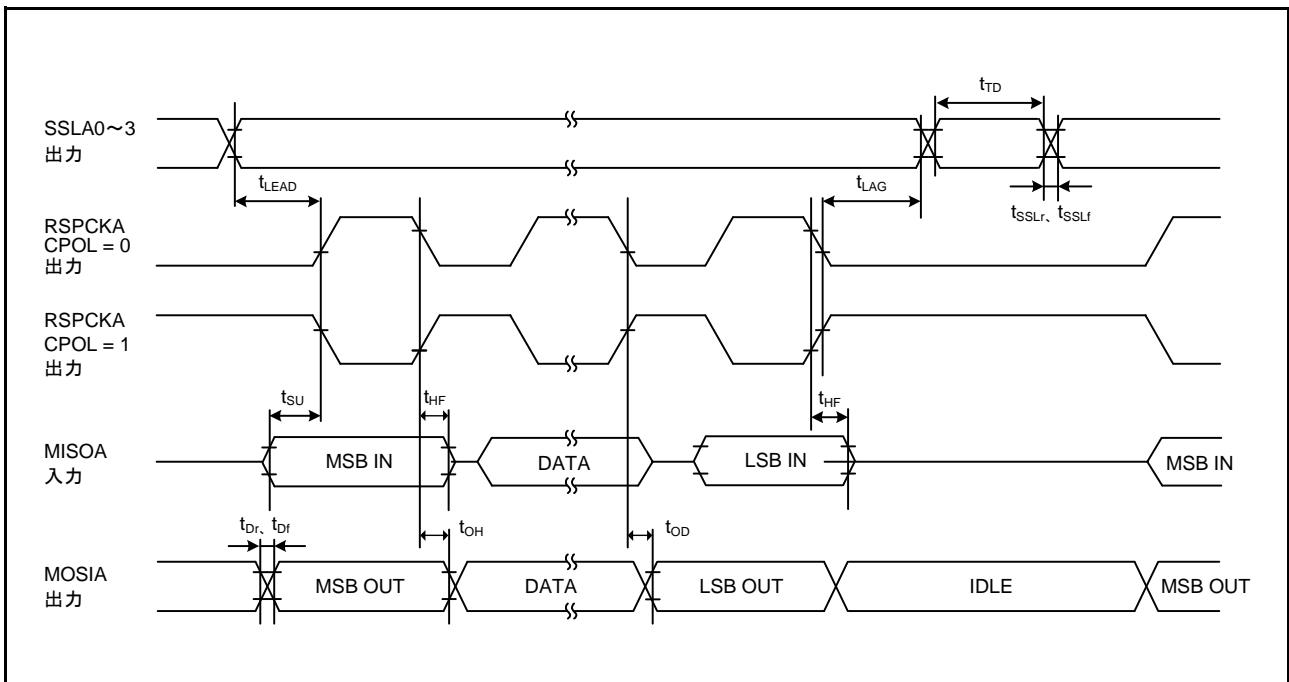 tTD
SSLA0～3
出力
tLEAD
tLAG
tSSLr、tSSLf
RSPCKA
CPOL = 0
出力
RSPCKA
CPOL = 1
出力
tSU
tHF
tHF
MISOA
入力
MSB IN
DATA
LSB IN
MSB IN
tDr、tDf
tOH
tOD
MOSIA
出力
MSB OUT
DATA
LSB OUT
IDLE
MSB OUT